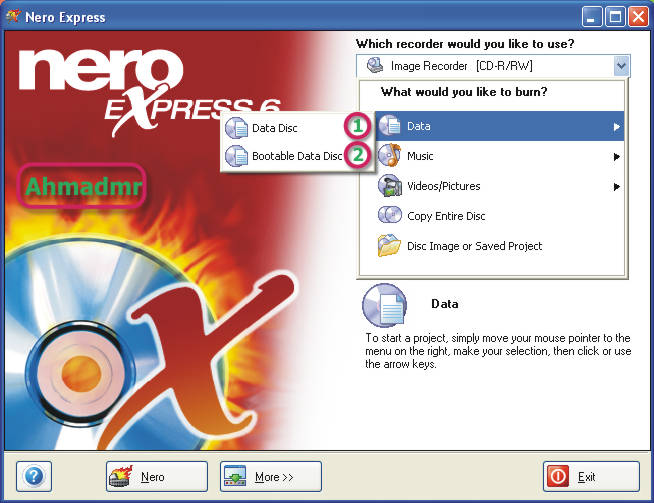 Nero Express
nero
EXPRESS 6
Ahmadmr
Which recorder would you like to use?
Image Recorder [CD-R/RW]
What would you like to burn?
Data
Data Disc 1
Bootable Data Disc 2
Music
Videos/Pictures
Copy Entire Disc
Disc Image or Saved Project
Data
To start a project, simply move your mouse pointer to the
menu on the right, make your selection, then click or use
the arrow keys.
?
Nero
More >>
Exit